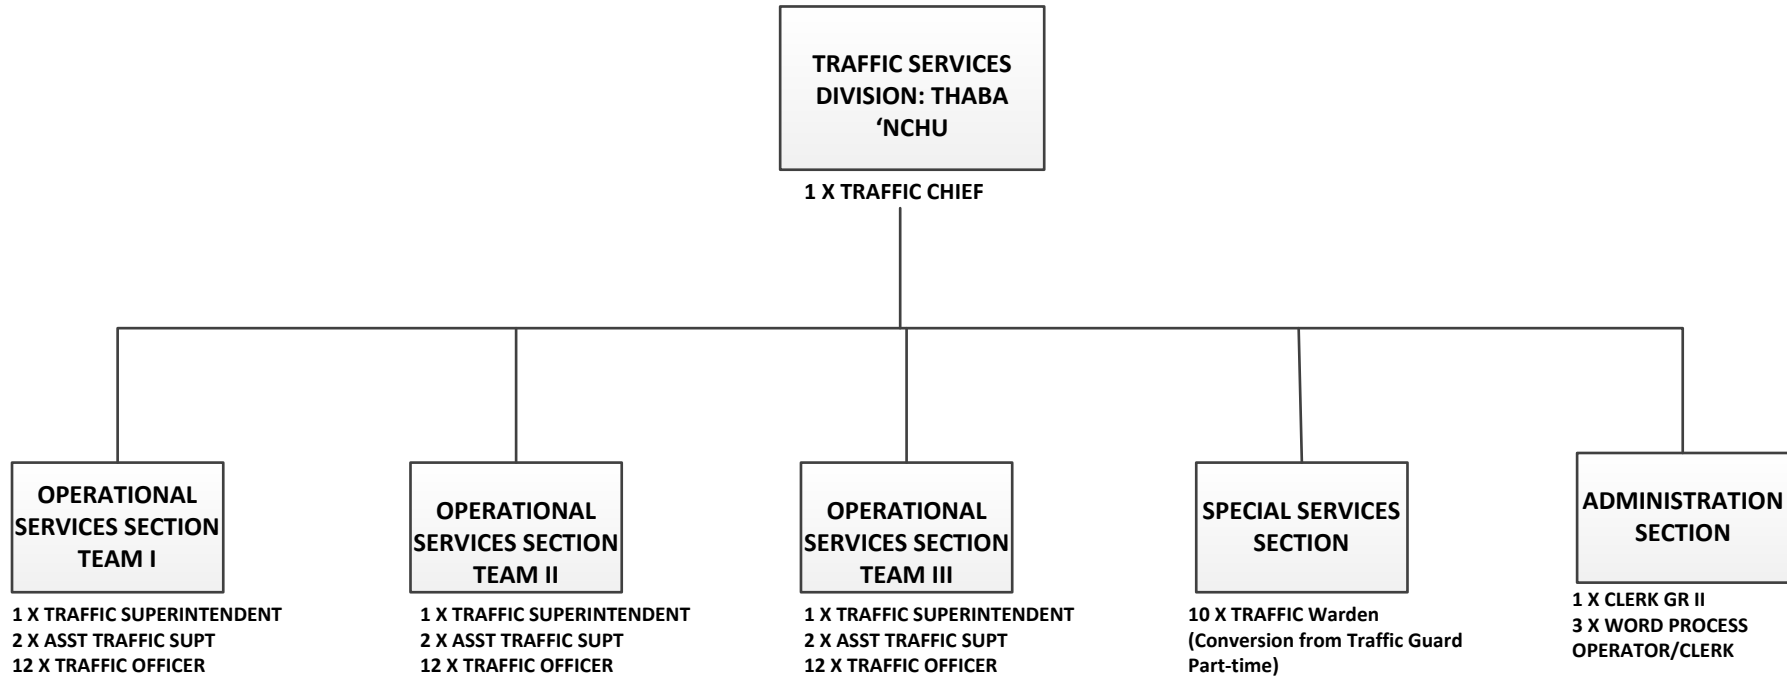 TRAFFIC SERVICES
DIVISION: THABA
‘NCHU
1 X TRAFFIC CHIEF
OPERATIONAL
SERVICES SECTION
TEAM I
1 X TRAFFIC SUPERINTENDENT
2 X ASST TRAFFIC SUPT
12 X TRAFFIC OFFICER
OPERATIONAL
SERVICES SECTION
TEAM II
1 X TRAFFIC SUPERINTENDENT
2 X ASST TRAFFIC SUPT
12 X TRAFFIC OFFICER
OPERATIONAL
SERVICES SECTION
TEAM III
1 X TRAFFIC SUPERINTENDENT
2 X ASST TRAFFIC SUPT
12 X TRAFFIC OFFICER
SPECIAL SERVICES
SECTION
10 X TRAFFIC Warden
(Conversion from Traffic Guard
Part-time)
ADMINISTRATION
SECTION
1 X CLERK GR II
3 X WORD PROCESS
OPERATOR/CLERK